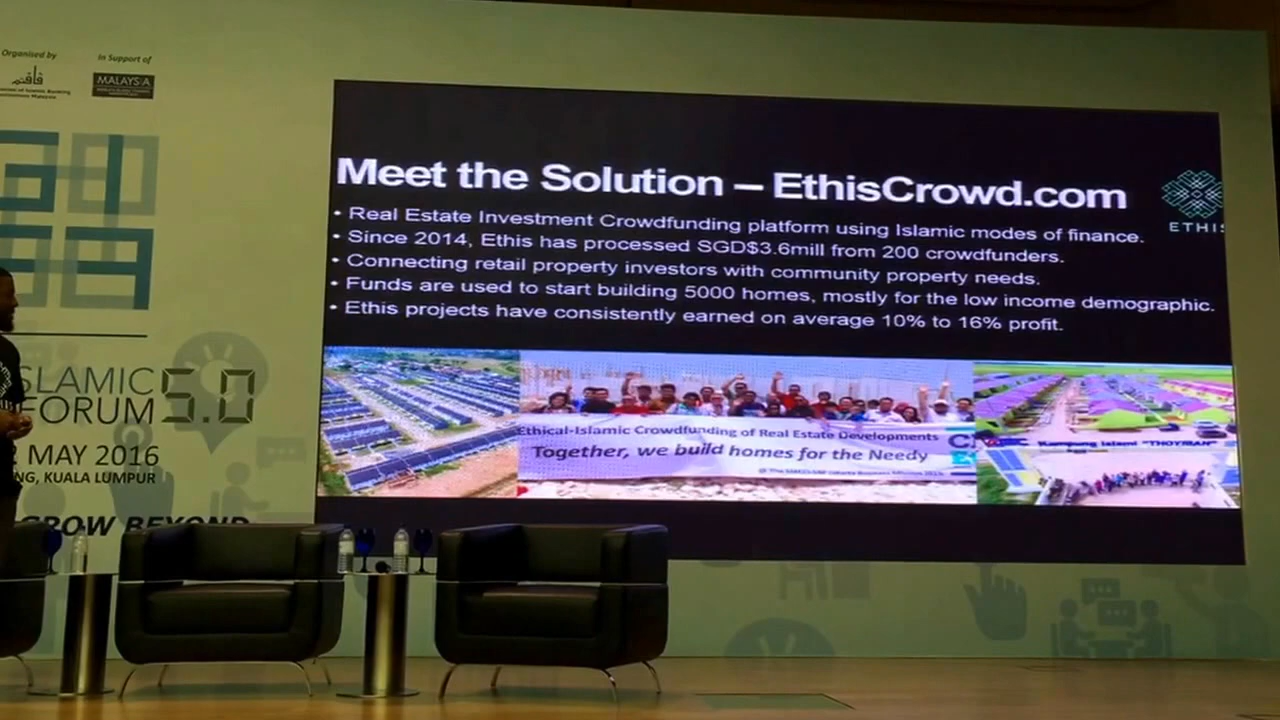 Organised by
In Support of
MALAYSIA
SLAMIC
FORUM 5.0
MAY 2016
NG, KUALA LUMPUR
GROW BEYOND
Meet the Solution – EthisCrowd.com
ETHIS
• Real Estate Investment Crowdfunding platform using Islamic modes of finance.
• Since 2014, Ethis has processed SGD$3.6mill from 200 crowdfunders.
• Connecting retail property investors with community property needs.
• Funds are used to start building 5000 homes, mostly for the low income demographic.
• Ethis projects have consistently earned on average 10% to 16% profit.
Ethical-Islamic Crowdfunding of Real Estate Developments
Together, we build homes for the Needy
Kampung Islami "THOYIBAH"